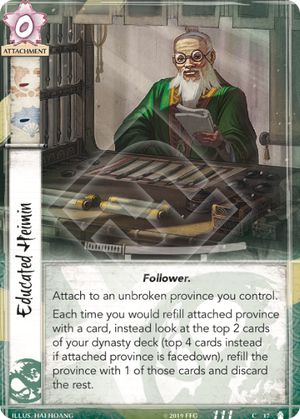 0
ATTACHMENT
0
Educated Heimin
Follower.
Attach to an unbroken province you control.
Each time you would refill attached province
with a card, instead look at the top 2 cards
of your dynasty deck (top 4 cards instead
if attached province is facedown), refill the
province with 1 of those cards and discard
the rest.
ILLUS. HAI HOANG
© 2019 FFG
111
C 17